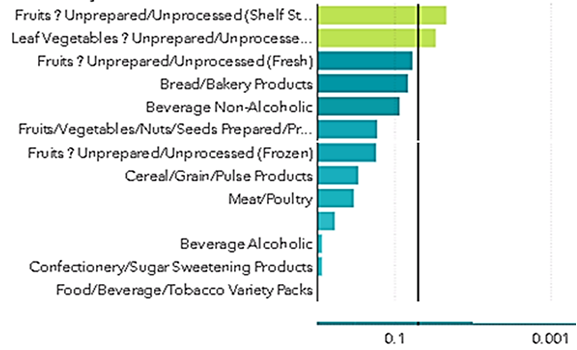 Fruits ? Unprepared/Unprocessed (Shelf St...
Leaf Vegetables ? Unprepared/Unprocesse...
Fruits ? Unprepared/Unprocessed (Fresh)
Bread/Bakery Products
Beverage Non-Alcoholic
Fruits/Vegetables/Nuts/Seeds Prepared/Pr...
Fruits ? Unprepared/Unprocessed (Frozen)
Cereal/Grain/Pulse Products
Meat/Poultry
Beverage Alcoholic
Confectionery/Sugar Sweetening Products
Food/Beverage/Tobacco Variety Packs
0.1 0.001